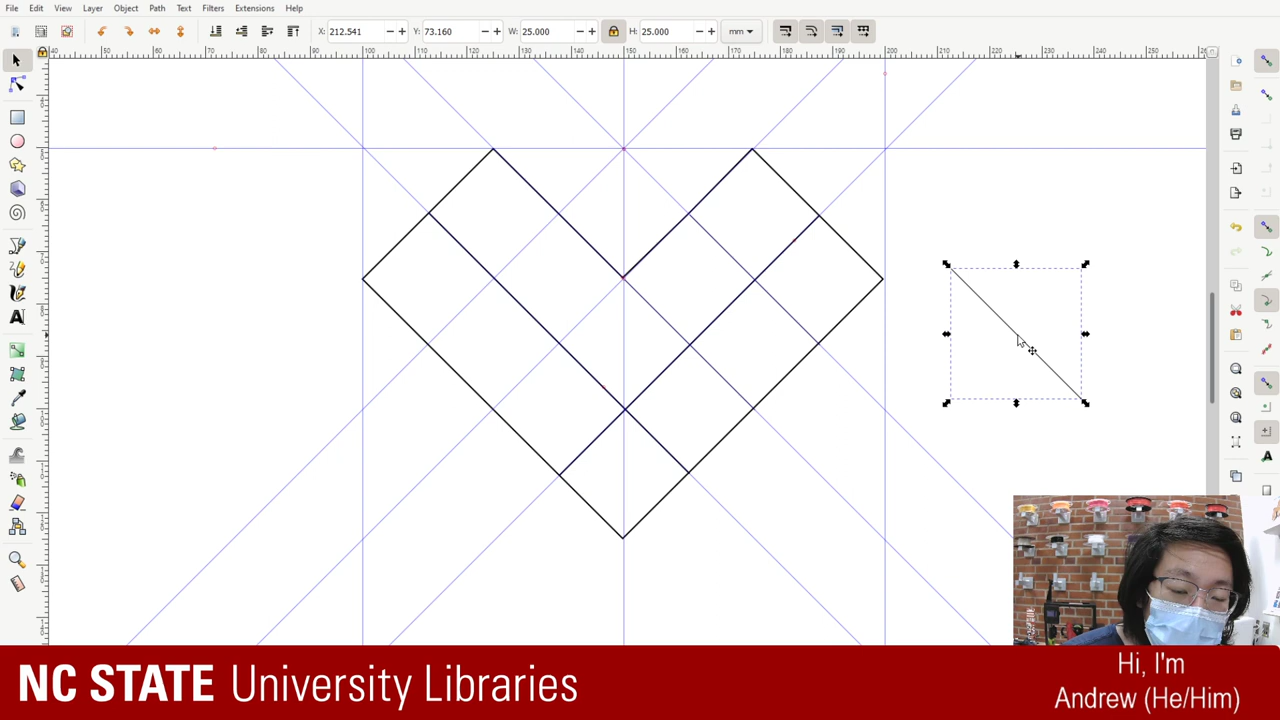 File Edit View Layer Object Path Text Filters Extensions Help
X: 212.541 Y: 73.160 W: 25.000 H: 25.000 mm
NC STATE University Libraries
Hi, I'm
Andrew (He/Him)